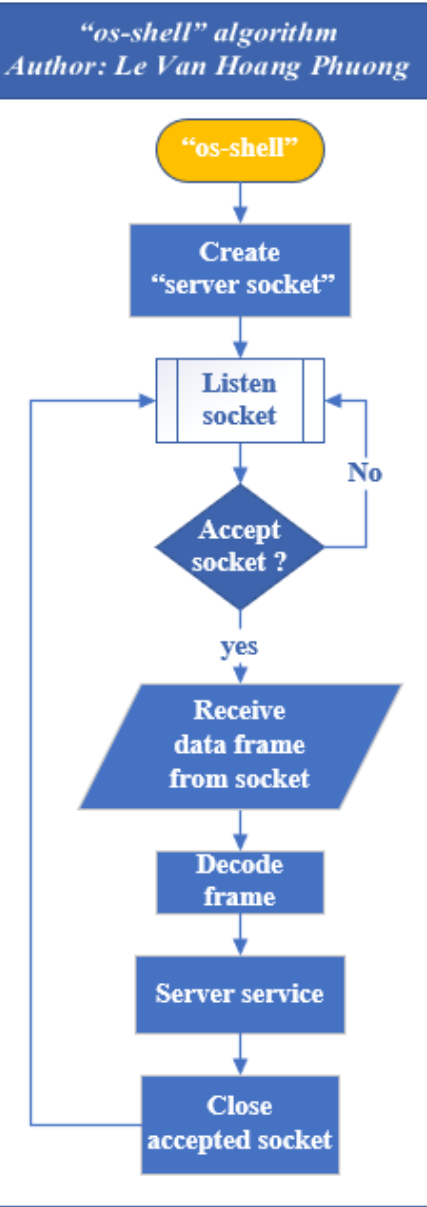 “os-shell” algorithm
Author: Le Van Hoang Phuong
“os-shell”
Create
“server socket”
Listen
socket
No
Accept
socket ?
yes
Receive
data frame
from socket
Decode
frame
Server service
Close
accepted socket